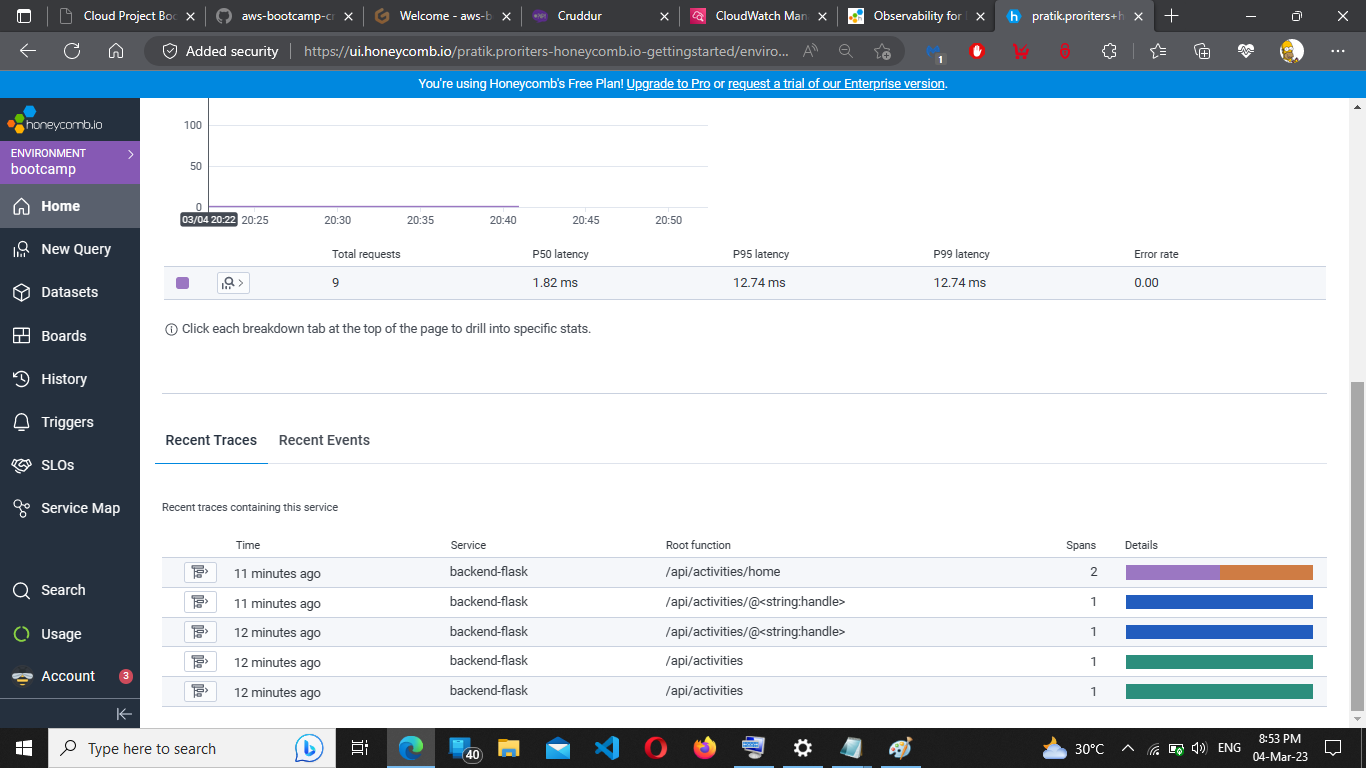 Cloud Project Boo
aws-bootcamp-cr
Welcome - aws-b
Cruddur
CloudWatch Man
Observability for
pratik.proriters+h
Added security
https://ui.honeycomb.io/pratik.proriters-honeycomb.io-gettingstarted/enviro...
1
You're using Honeycomb's Free Plan! Upgrade to Pro or request a trial of our Enterprise version.
honeycomb.io
ENVIRONMENT
bootcamp
Home
New Query
Datasets
Boards
History
Triggers
SLOs
Service Map
Search
Usage
Account 3
100
50
0
03/04 20:22 20:25 20:30 20:35 20:40 20:45 20:50
Total requests P50 latency P95 latency P99 latency Error rate
9 1.82 ms 12.74 ms 12.74 ms 0.00
Click each breakdown tab at the top of the page to drill into specific stats.
Recent Traces Recent Events
Recent traces containing this service
Time Service Root function Spans Details
11 minutes ago backend-flask /api/activities/home 2
11 minutes ago backend-flask /api/activities/@<string:handle> 1
12 minutes ago backend-flask /api/activities/@<string:handle> 1
12 minutes ago backend-flask /api/activities 1
12 minutes ago backend-flask /api/activities 1
Type here to search
40
30°C
ENG
8:53 PM
04-Mar-23